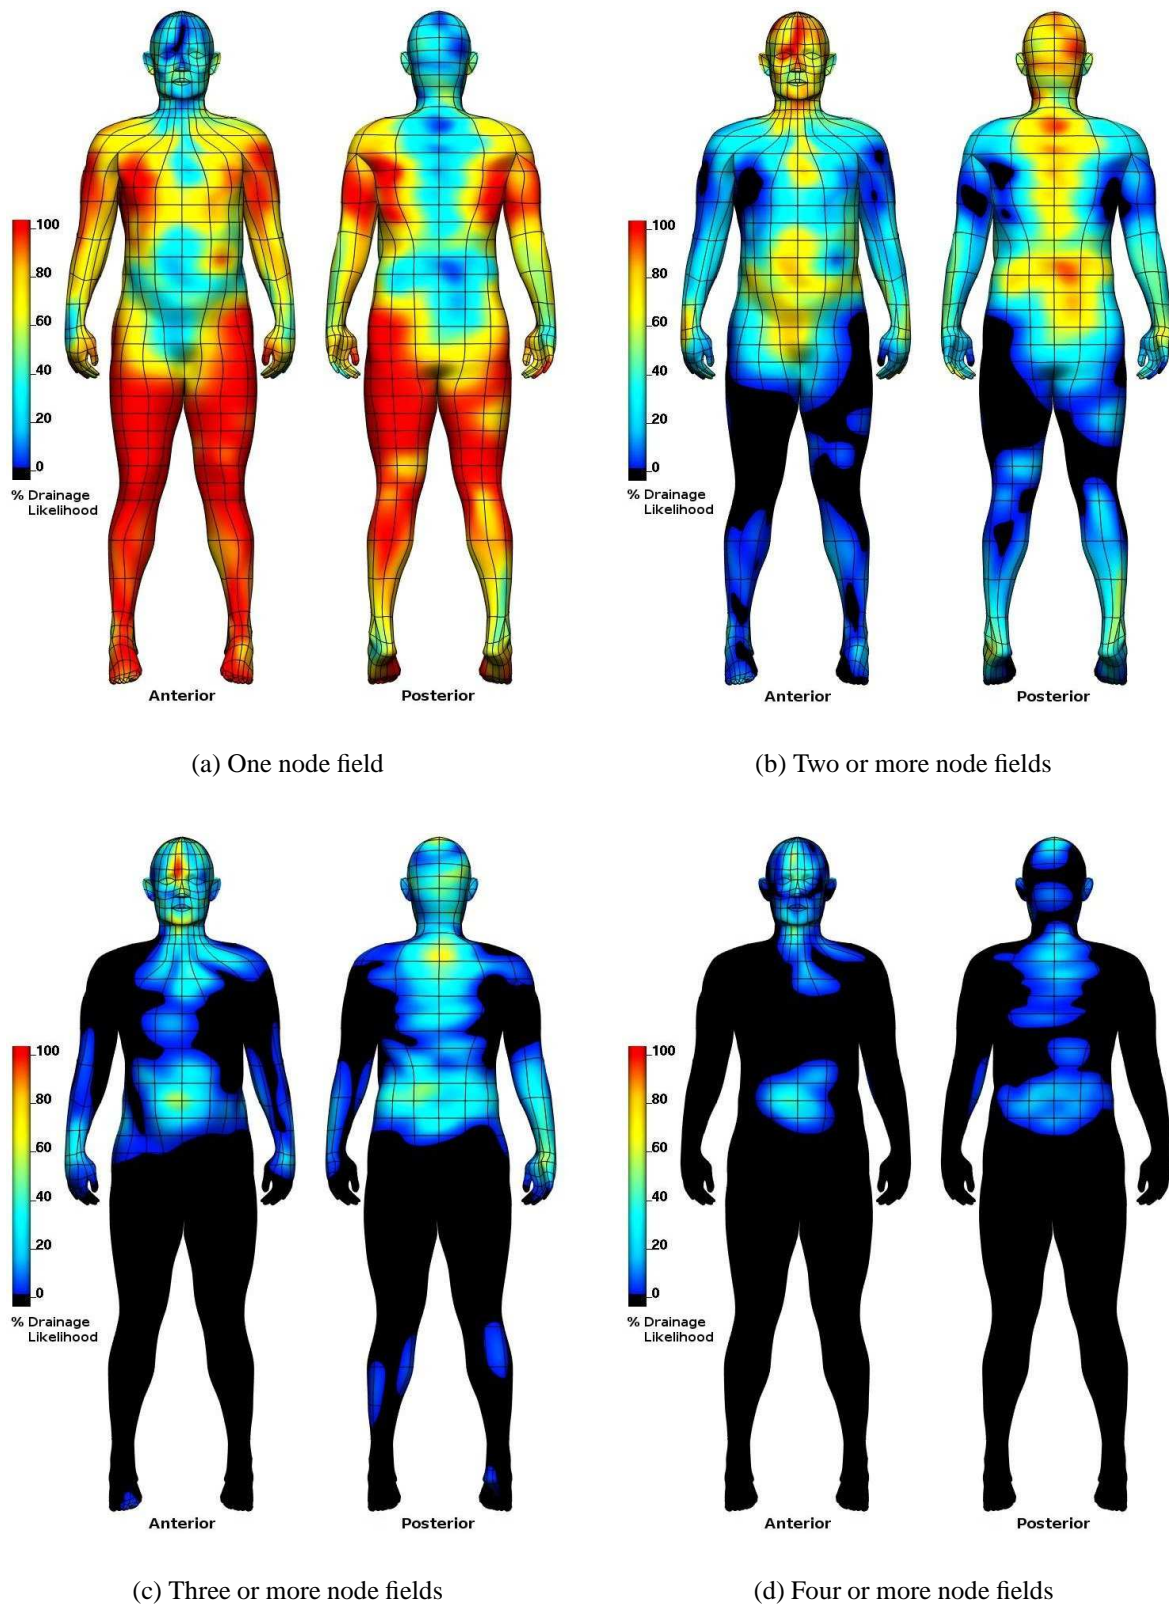 100
80
60
40
20
0
% Drainage
Likelihood
Anterior
Posterior
(a) One node field
100
80
60
40
20
0
% Drainage
Likelihood
Anterior
Posterior
(b) Two or more node fields
100
80
60
40
20
0
% Drainage
Likelihood
Anterior
Posterior
(c) Three or more node fields
100
80
60
40
20
0
% Drainage
Likelihood
Anterior
Posterior
(d) Four or more node fields